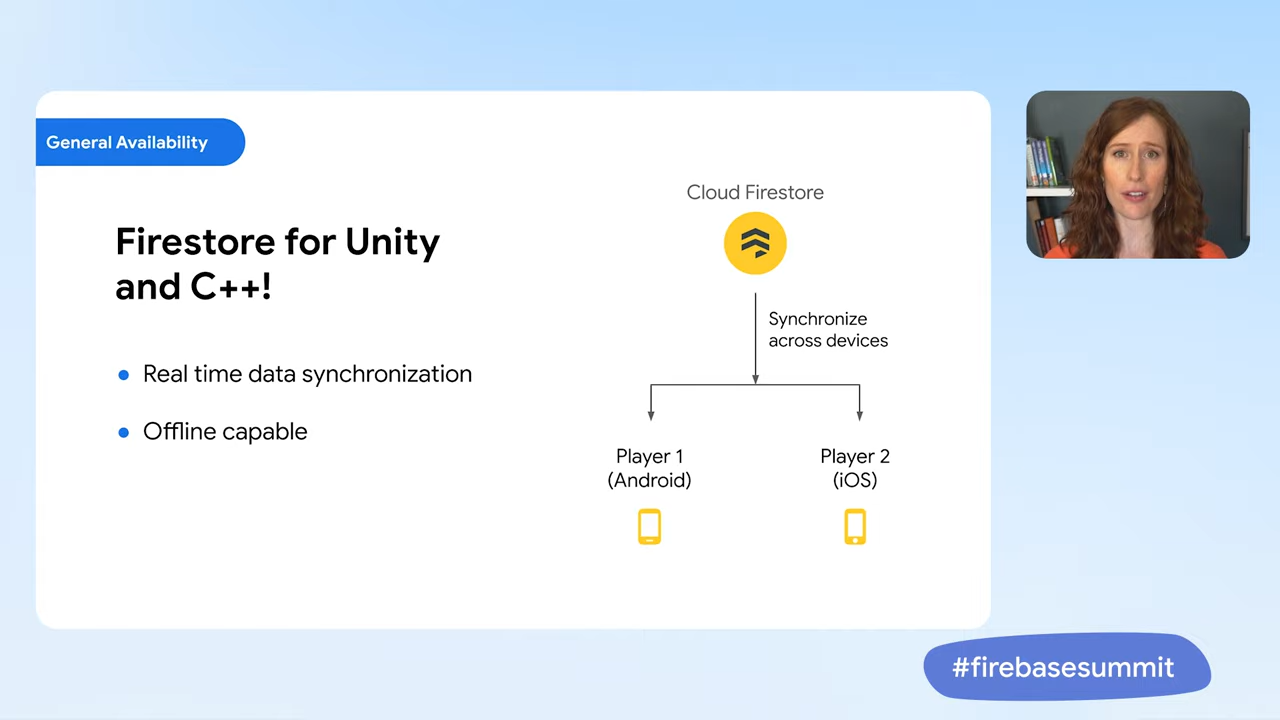 General Availability
Firestore for Unity
and C++!
Real time data synchronization
Offline capable
Cloud Firestore
Synchronize
across devices
Player 1
(Android)
Player 2
(iOS)
#firebasesummit